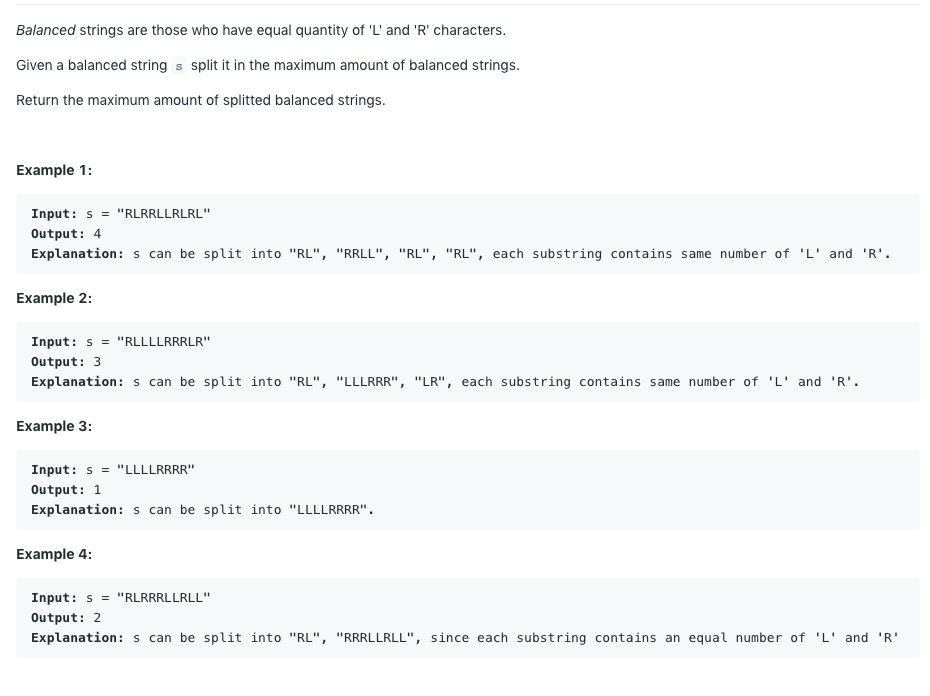 Balanced strings are those who have equal quantity of 'L' and 'R' characters.
Given a balanced string s split it in the maximum amount of balanced strings.
Return the maximum amount of splitted balanced strings.
Example 1:
Input: s = "RLRRLLRLRL"
Output: 4
Explanation: s can be split into "RL", "RRLL", "RL", "RL", each substring contains same number of 'L' and 'R'.
Example 2:
Input: s = "RLLLLRRRLR"
Output: 3
Explanation: s can be split into "RL", "LLLRRR", "LR", each substring contains same number of 'L' and 'R'.
Example 3:
Input: s = "LLLLRRRR"
Output: 1
Explanation: s can be split into "LLLLRRRR".
Example 4:
Input: s = "RLRRRLLRLL"
Output: 2
Explanation: s can be split into "RL", "RRRLLRLL", since each substring contains an equal number of 'L' and 'R'